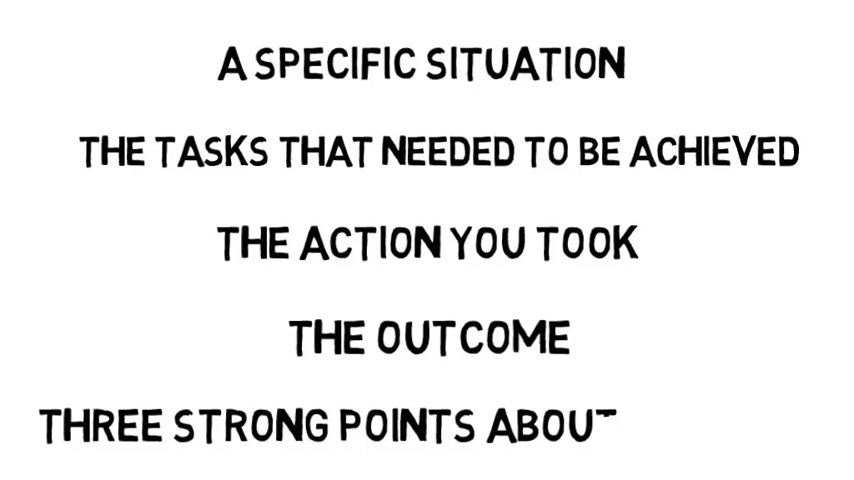 A SPECIFIC SITUATION
THE TASKS THAT NEEDED TO BE ACHIEVED
THE ACTION YOU TOOK
THE OUTCOME
THREE STRONG POINTS ABOUT